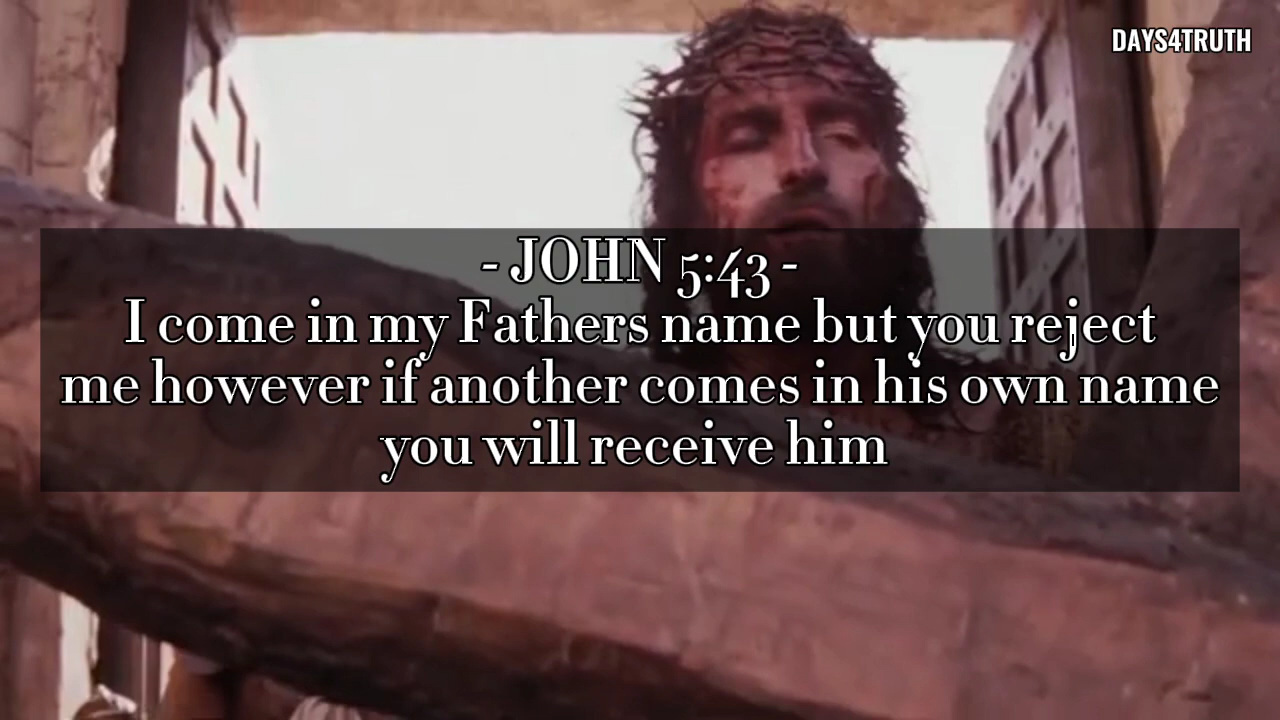 DAYS4TRUTH
- JOHN 5:43 -
I come in my Fathers name but you reject
me however if another comes in his own name
you will receive him